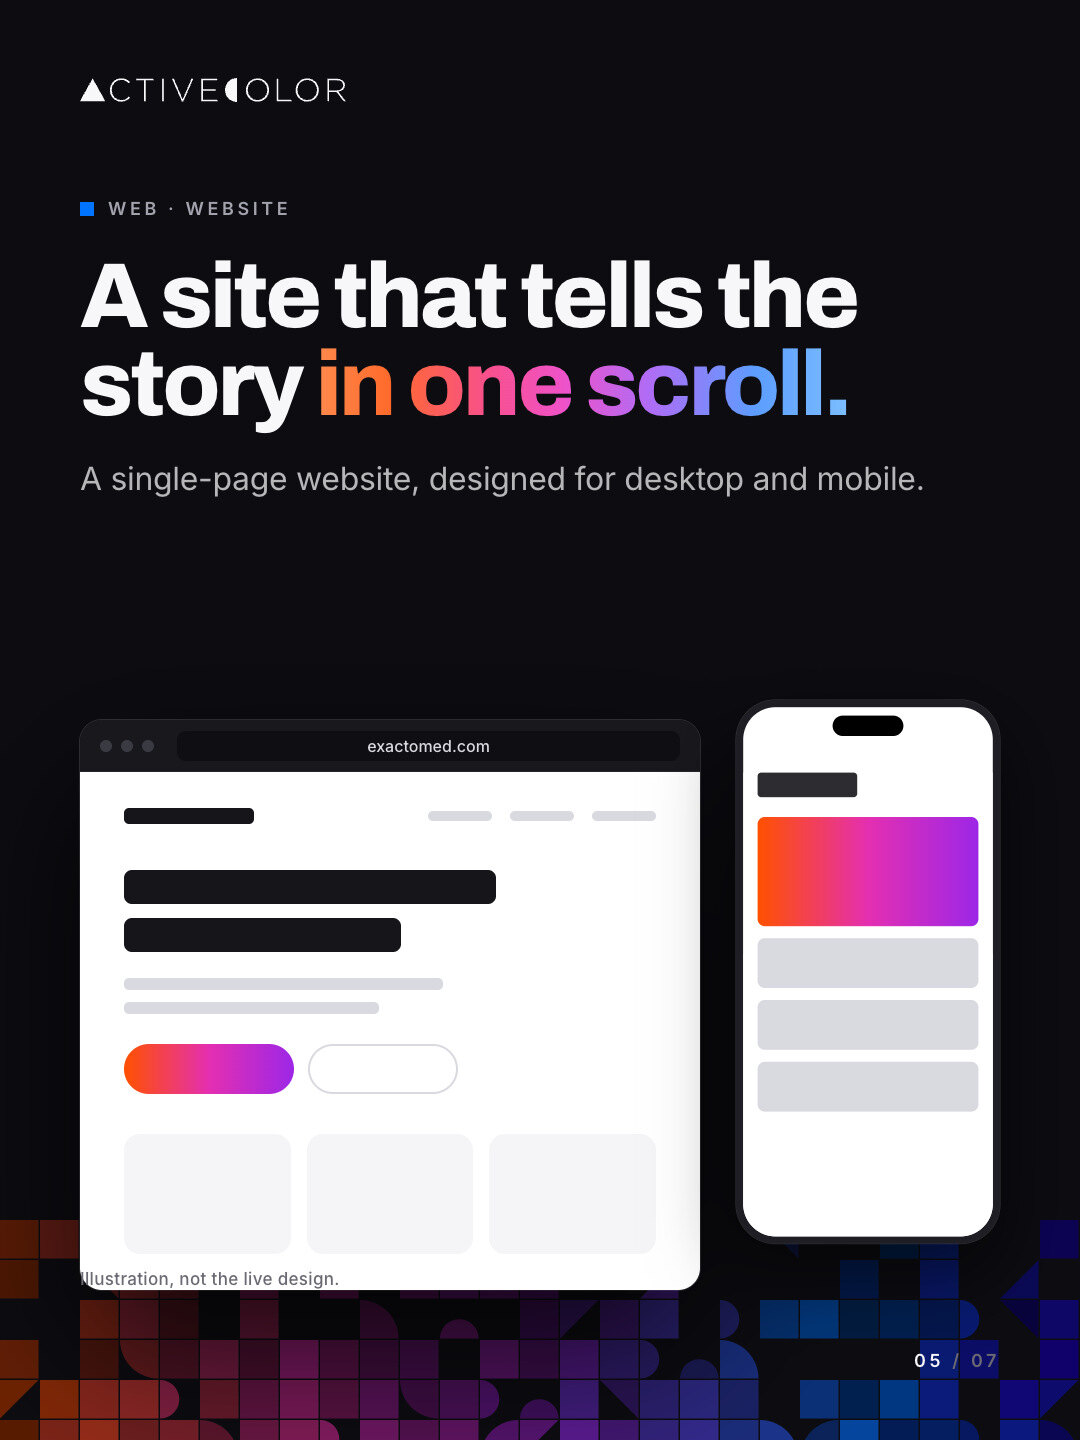 ACTIVECOLOR
WEB · WEBSITE
A site that tells the
story in one scroll.
A single-page website, designed for desktop and mobile.
exactomed.com
Illustration, not the live design.
05 / 07